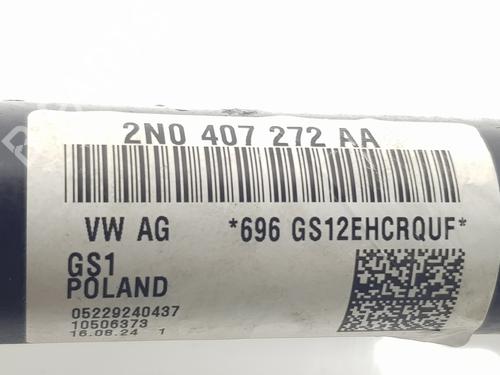 2N0 407 272 AA
VW AG *696 GS12EHCRQUF*
GS1
POLAND
05229240437
10506373
16.08.24 1